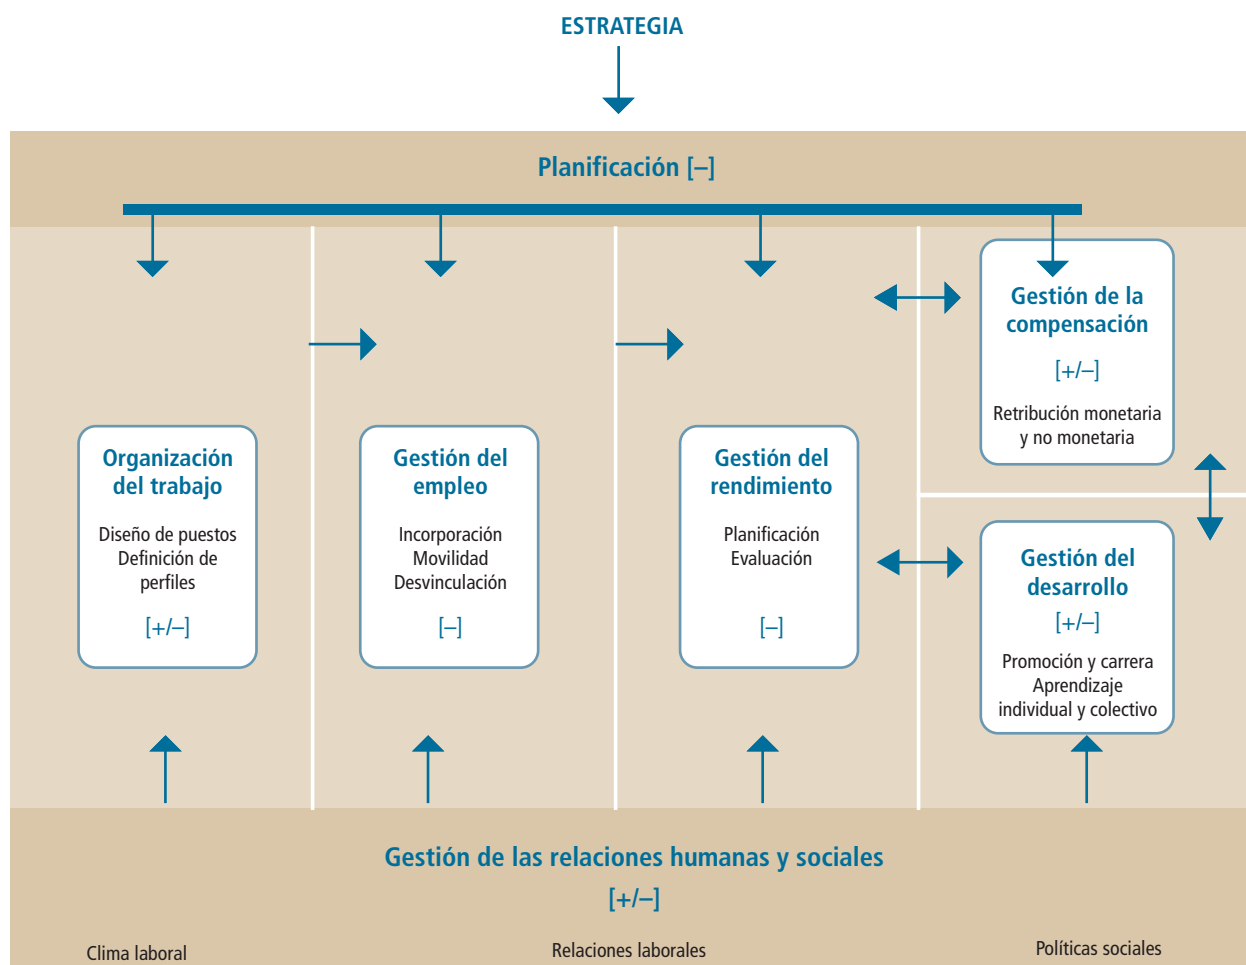 ESTRATEGIA
Planificación [–]
Organización
del trabajo
Diseño de puestos
Definición de
perfiles
[+/–]
Gestión del
empleo
Incorporación
Movilidad
Desvinculación
[–]
Gestión del
rendimiento
Planificación
Evaluación
[–]
Gestión de la
compensación
[+/–]
Retribución monetaria
y no monetaria
Gestión del
desarrollo
[+/–]
Promoción y carrera
Aprendizaje
individual y colectivo
Gestión de las relaciones humanas y sociales
[+/–]
Clima laboral
Relaciones laborales
Políticas sociales